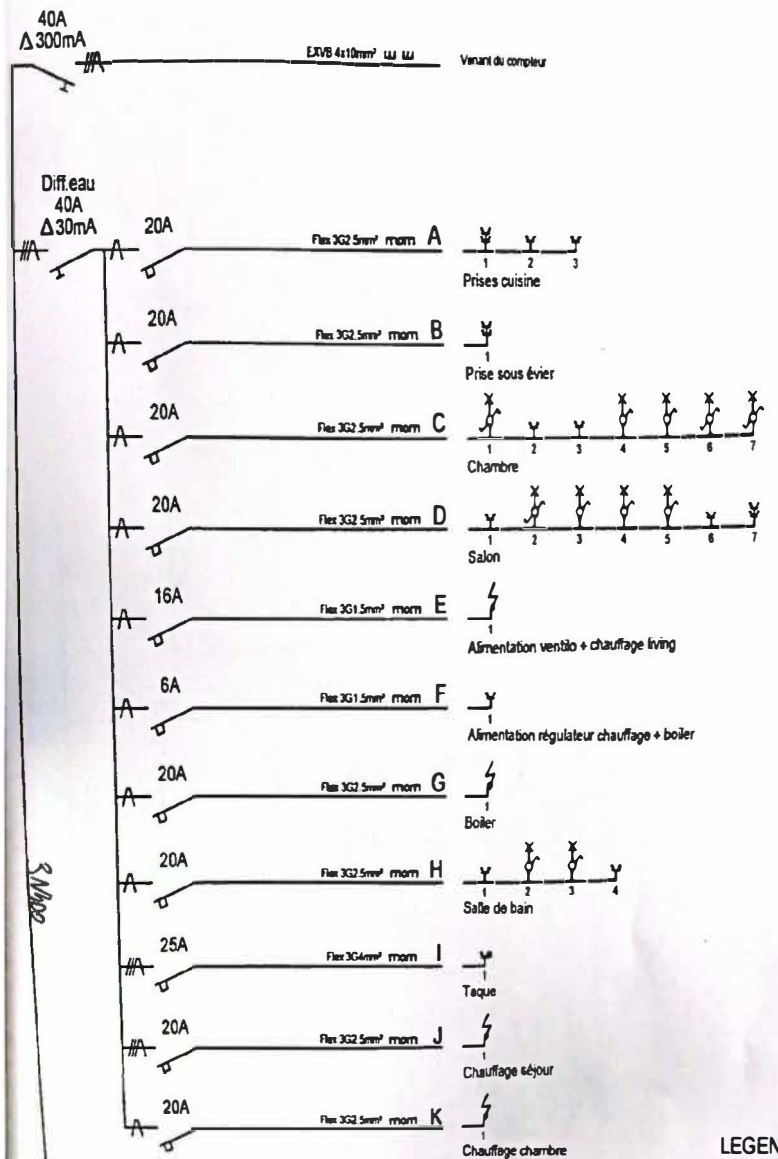 40A
Δ300mA
EXVB 4x10mm²
Venant du compteur
Diff.eau
40A
Δ30mA
20A
Flex 3G2.5mm² mom A
1 2 3
Prises cuisine
20A
Flex 3G2.5mm² mom B
1
Prise sous évier
20A
Flex 3G2.5mm² mom C
1 2 3 4 5 6 7
Chambre
20A
Flex 3G2.5mm² mom D
1 2 3 4 5 6 7
Salon
16A
Flex 3G1.5mm² mom E
1
Alimentation ventilo + chauffage living
6A
Flex 3G1.5mm² mom F
1
Alimentation régulateur chauffage + boiler
20A
Flex 3G2.5mm² mom G
1
Boiler
20A
Flex 3G2.5mm² mom H
1 2 3 4
Salle de bain
25A
Flex 3G4mm² mom I
1
Taque
20A
Flex 3G2.5mm² mom J
1
Chauffage séjour
20A
Flex 3G2.5mm² mom K
1
Chauffage chambre
LEGEN